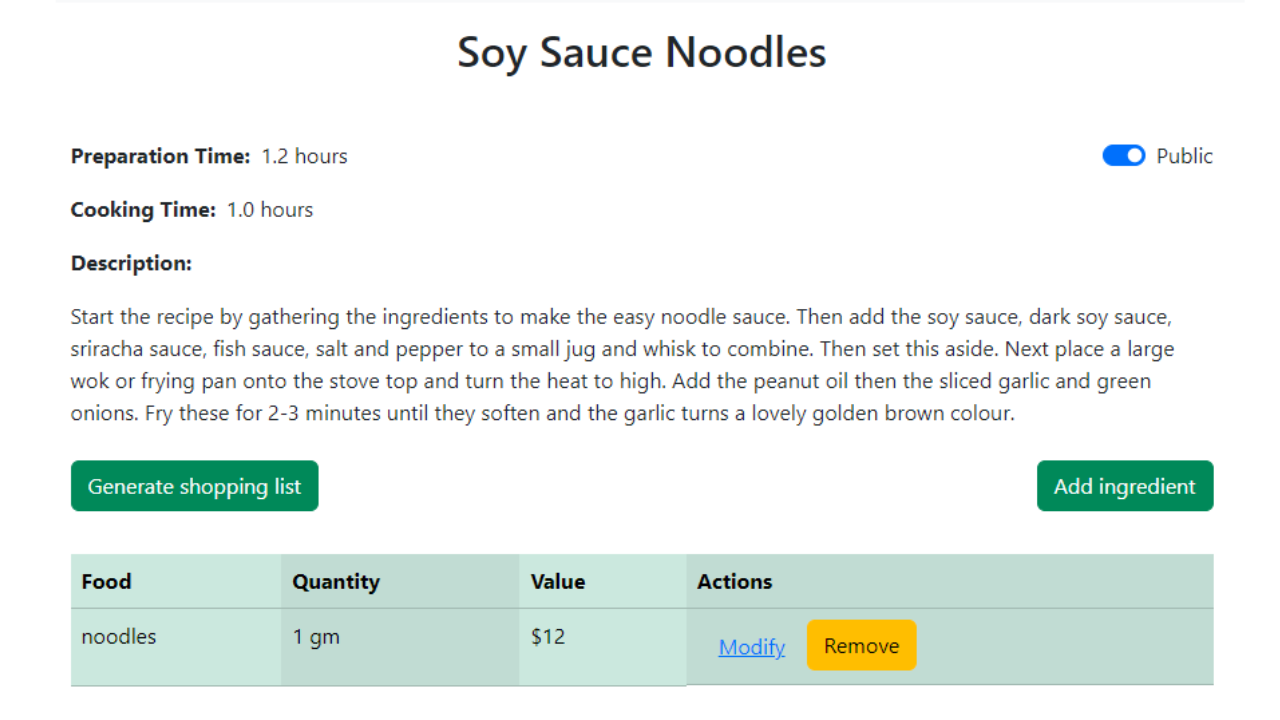 Soy Sauce Noodles
Preparation Time: 1.2 hours
Public
Cooking Time: 1.0 hours
Description:
Start the recipe by gathering the ingredients to make the easy noodle sauce. Then add the soy sauce, dark soy sauce,
sriracha sauce, fish sauce, salt and pepper to a small jug and whisk to combine. Then set this aside. Next place a large
wok or frying pan onto the stove top and turn the heat to high. Add the peanut oil then the sliced garlic and green
onions. Fry these for 2-3 minutes until they soften and the garlic turns a lovely golden brown colour.
Generate shopping list
Add ingredient
Food Quantity Value Actions
noodles 1 gm $12 Modify Remove